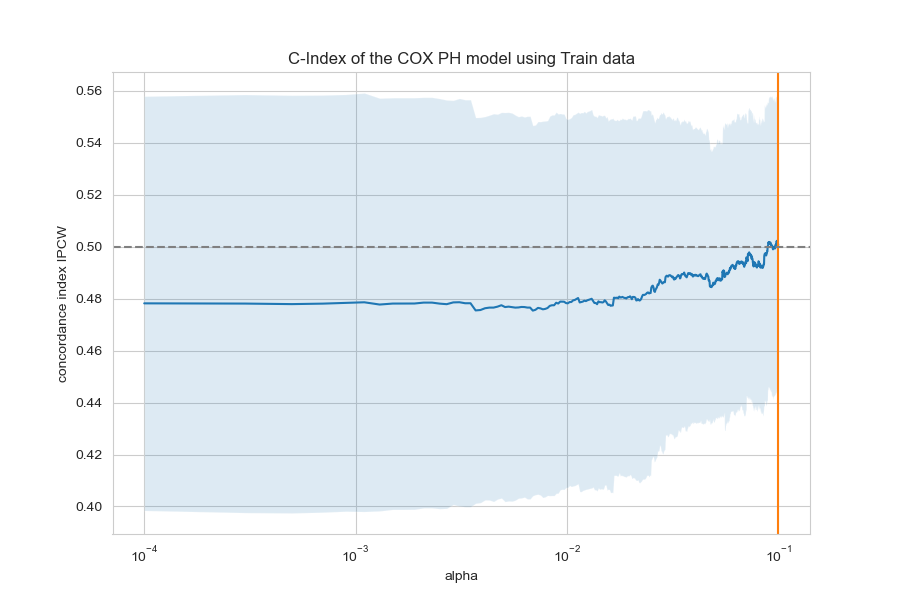 C-Index of the COX PH model using Train data
concordance index IPCW
0.56
0.54
0.52
0.50
0.48
0.46
0.44
0.42
0.40
10⁻⁴ 10⁻³ 10⁻² 10⁻¹
alpha